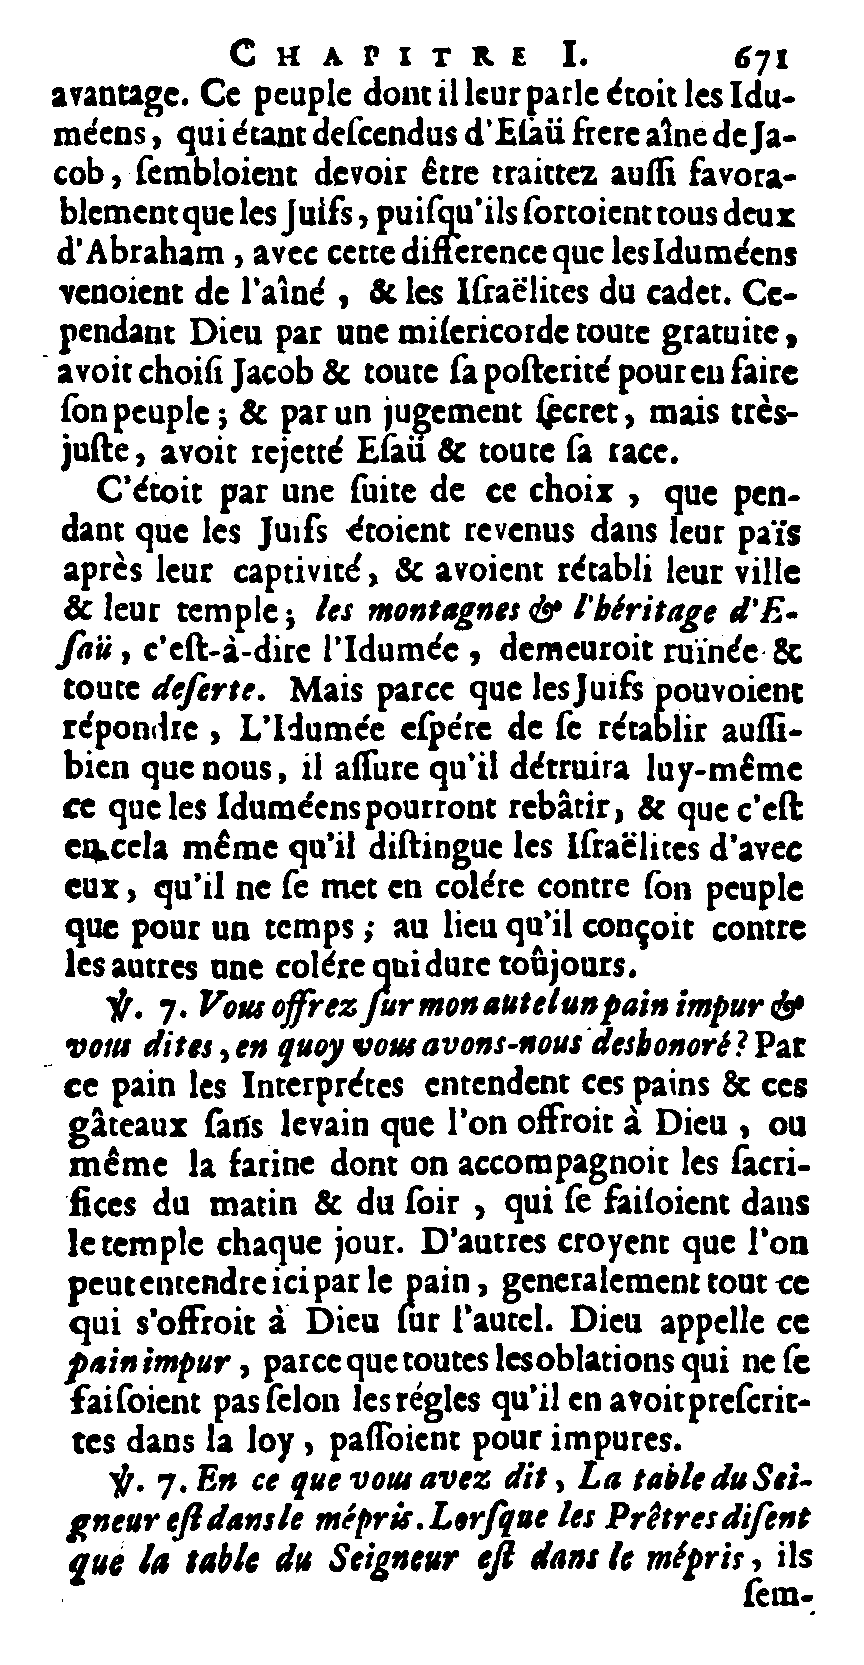 CHAPITRE I. 671
avantage. Ce peuple dont il leur parle étoit les Idu-
méens, qui étant deſcendus d'Eſaü frere aîné de Ja-
cob, ſembloient devoir être traittez auſſi favora-
blement que les Juifs, puiſqu'ils ſortoient tous deux
d'Abraham, avec cette difference que les Iduméens
venoient de l'aîné, & les Iſraëlites du cadet. Ce-
pendant Dieu par une miſericorde toute gratuite,
avoit choiſi Jacob & toute ſa poſterité pour en faire
ſon peuple; & par un jugement ſecret, mais très-
juſte, avoit rejetté Eſaü & toute ſa race.
C'étoit par une ſuite de ce choix, que pen-
dant que les Juifs étoient revenus dans leur païs
après leur captivité, & avoient rétabli leur ville
& leur temple; les montagnes & l'héritage d'E-
ſaü, c'eſt-à-dire l'Idumée, demeuroit ruïnée &
toute deſerte. Mais parce que les Juifs pouvoient
répondre, L'Idumée eſpére de ſe rétablir auſſi-
bien que nous, il aſſure qu'il détruira luy-même
ce que les Iduméens pourront rebâtir, & que c'eſt
en cela même qu'il diſtingue les Iſraëlites d'avec
eux, qu'il ne ſe met en colére contre ſon peuple
que pour un temps; au lieu qu'il conçoit contre
les autres une colére qui dure toûjours.
℣. 7. Vous offrez ſur mon autel un pain impur &
vous dites, en quoy vous avons-nous deshonoré? Par
ce pain les Interprétes entendent ces pains & ces
gâteaux ſans levain que l'on offroit à Dieu, ou
même la farine dont on accompagnoit les ſacri-
fices du matin & du ſoir, qui ſe faiſoient dans
le temple chaque jour. D'autres croyent que l'on
peut entendre ici par le pain, generalement tout ce
qui s'offroit à Dieu ſur l'autel. Dieu appelle ce
pain impur, parce que toutes les oblations qui ne ſe
faiſoient pas ſelon les régles qu'il en avoit preſcrit-
tes dans la loy, paſſoient pour impures.
℣. 7. En ce que vous avez dit, La table du Sei-
gneur eſt dans le mépris. Lorſque les Prêtres diſent
que la table du Seigneur eſt dans le mépris, ils
ſem-